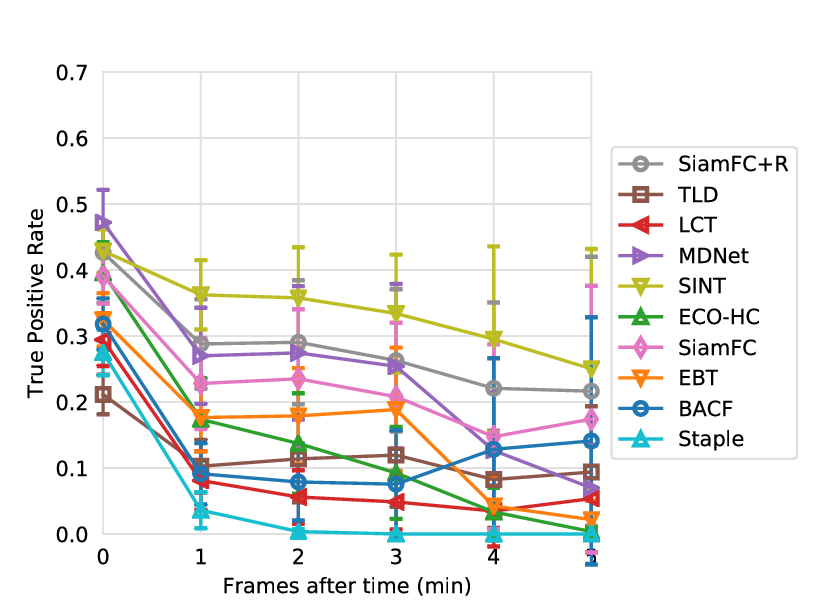 0.7
0.6
0.5
0.4
0.3
0.2
0.1
0.0
True Positive Rate
0 1 2 3 4 5
Frames after time (min)
SiamFC+R
TLD
LCT
MDNet
SINT
ECO-HC
SiamFC
EBT
BACF
Staple